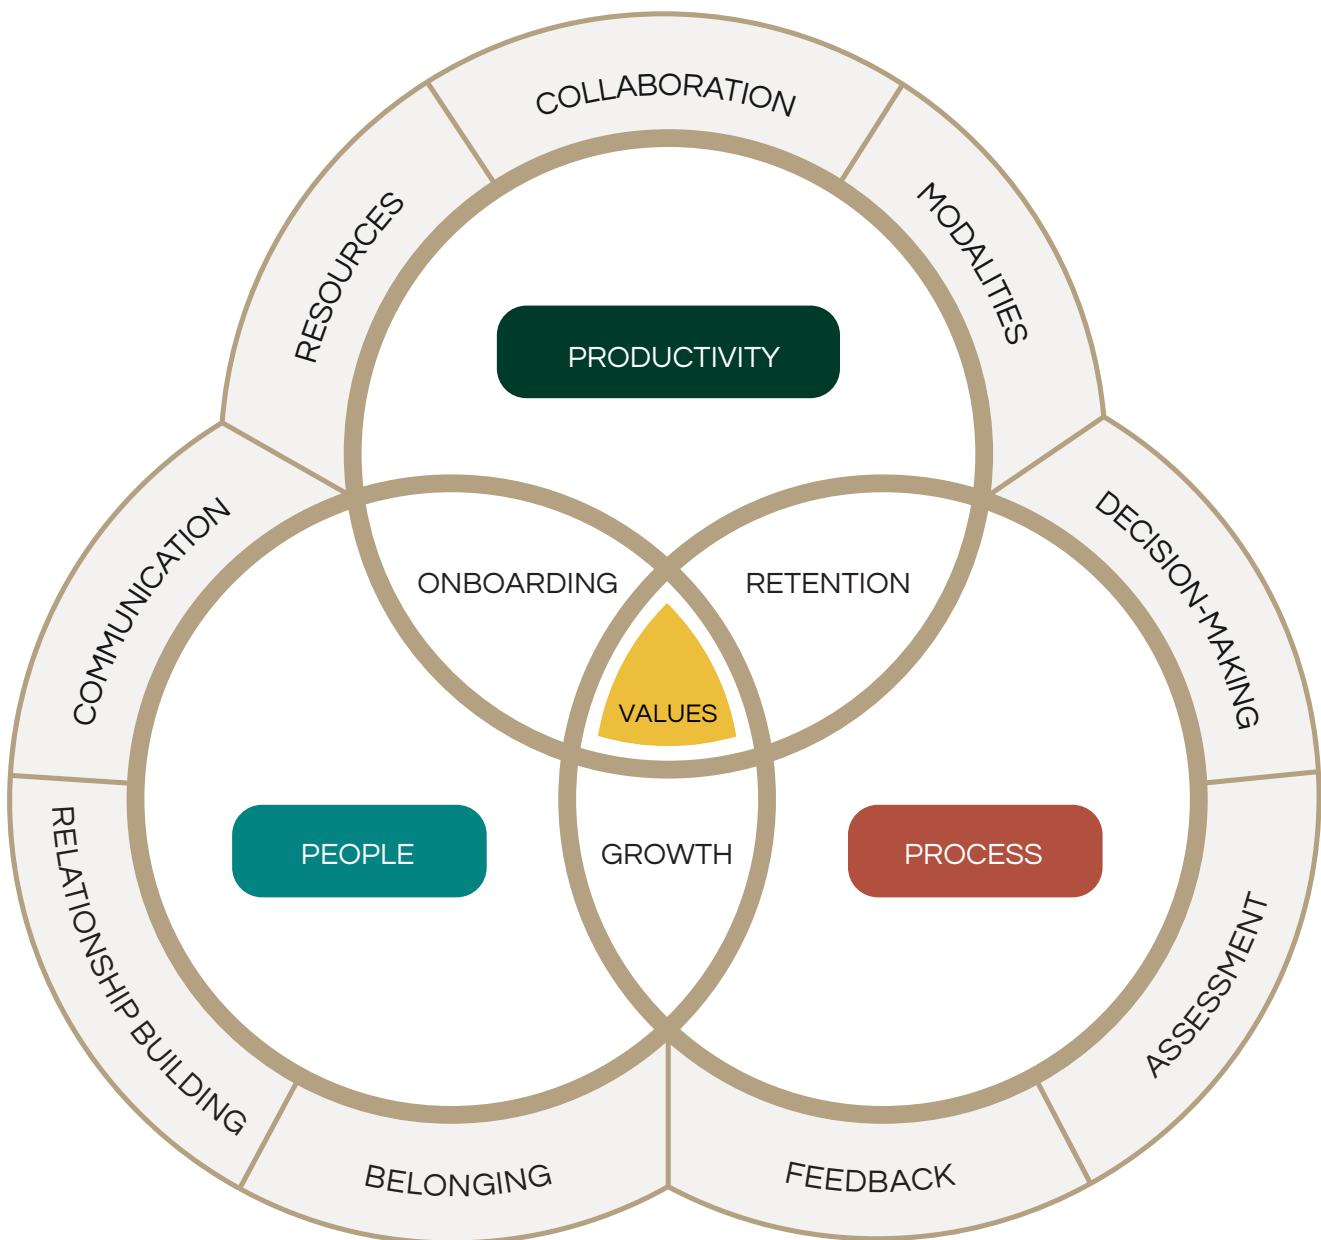 COLLABORATION
RESOURCES
MODALITIES
PRODUCTIVITY
COMMUNICATION
DECISION-MAKING
ONBOARDING
RETENTION
VALUES
PEOPLE
GROWTH
PROCESS
RELATIONSHIP BUILDING
ASSESSMENT
BELONGING
FEEDBACK